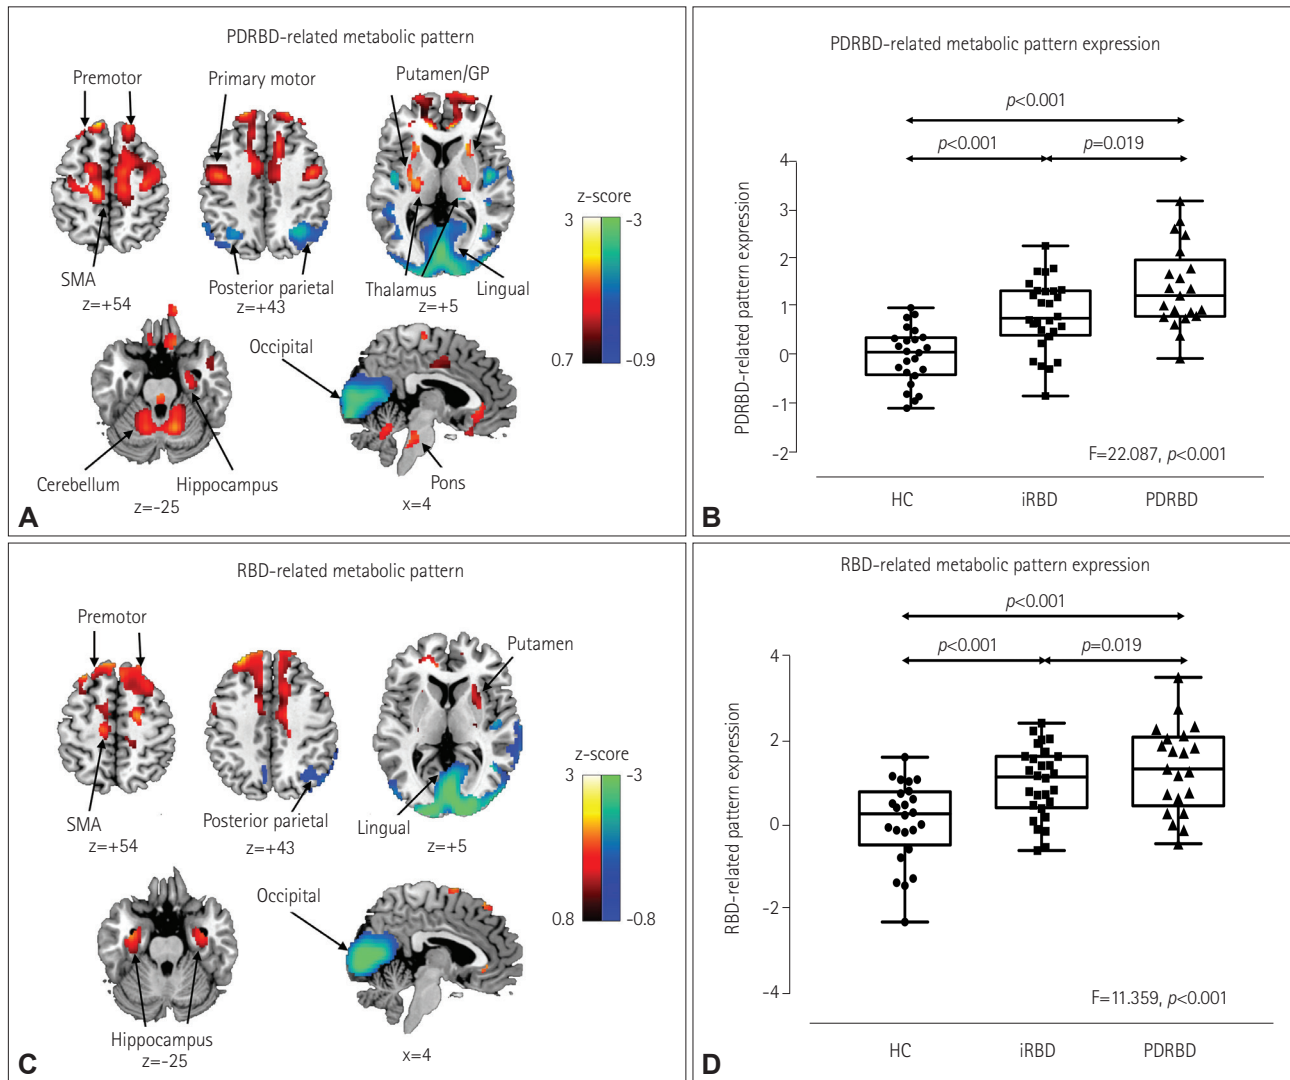 PDRBD-related metabolic pattern
Premotor
Primary motor
Putamen/GP
z-score
3
-3
0.7
-0.9
SMA
z=+54
Posterior parietal
z=+43
Thalamus
Lingual
z=+5
Occipital
Cerebellum
Hippocampus
z=-25
Pons
x=4
A
PDRBD-related metabolic pattern expression
p<0.001
p<0.001
p=0.019
PDRBD-related pattern expression
4
3
2
1
0
-1
-2
F=22.087, p<0.001
HC
iRBD
PDRBD
B
RBD-related metabolic pattern
Premotor
Putamen
z-score
3
-3
0.8
-0.8
SMA
z=+54
Posterior parietal
z=+43
Lingual
z=+5
Occipital
Hippocampus
z=-25
x=4
C
RBD-related metabolic pattern expression
p<0.001
p<0.001
p=0.019
RBD-related pattern expression
4
2
0
-2
-4
F=11.359, p<0.001
HC
iRBD
PDRBD
D